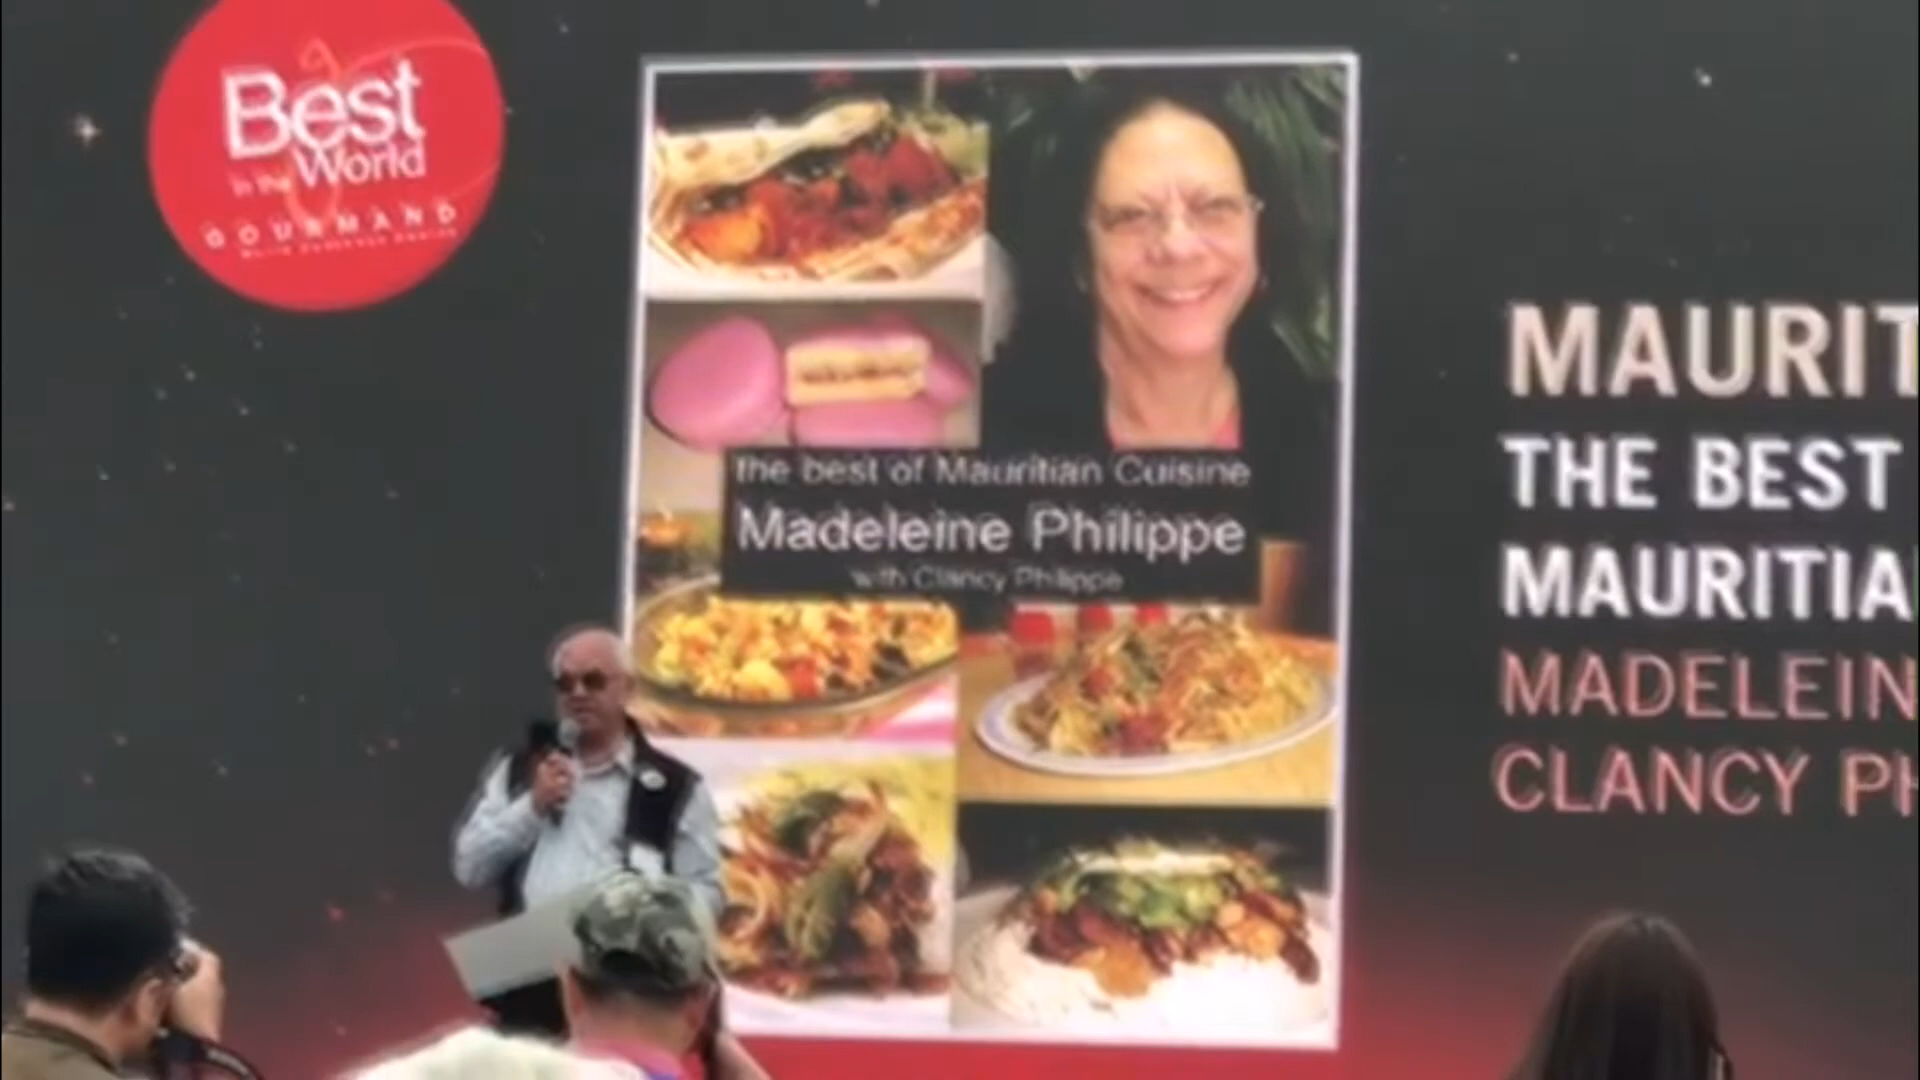 Best
in the World
GOURMAND
the best of Mauritian Cuisine
Madeleine Philippe
with Clancy Philippe
MAURIT
THE BEST
MAURITIA
MADELEIN
CLANCY PH